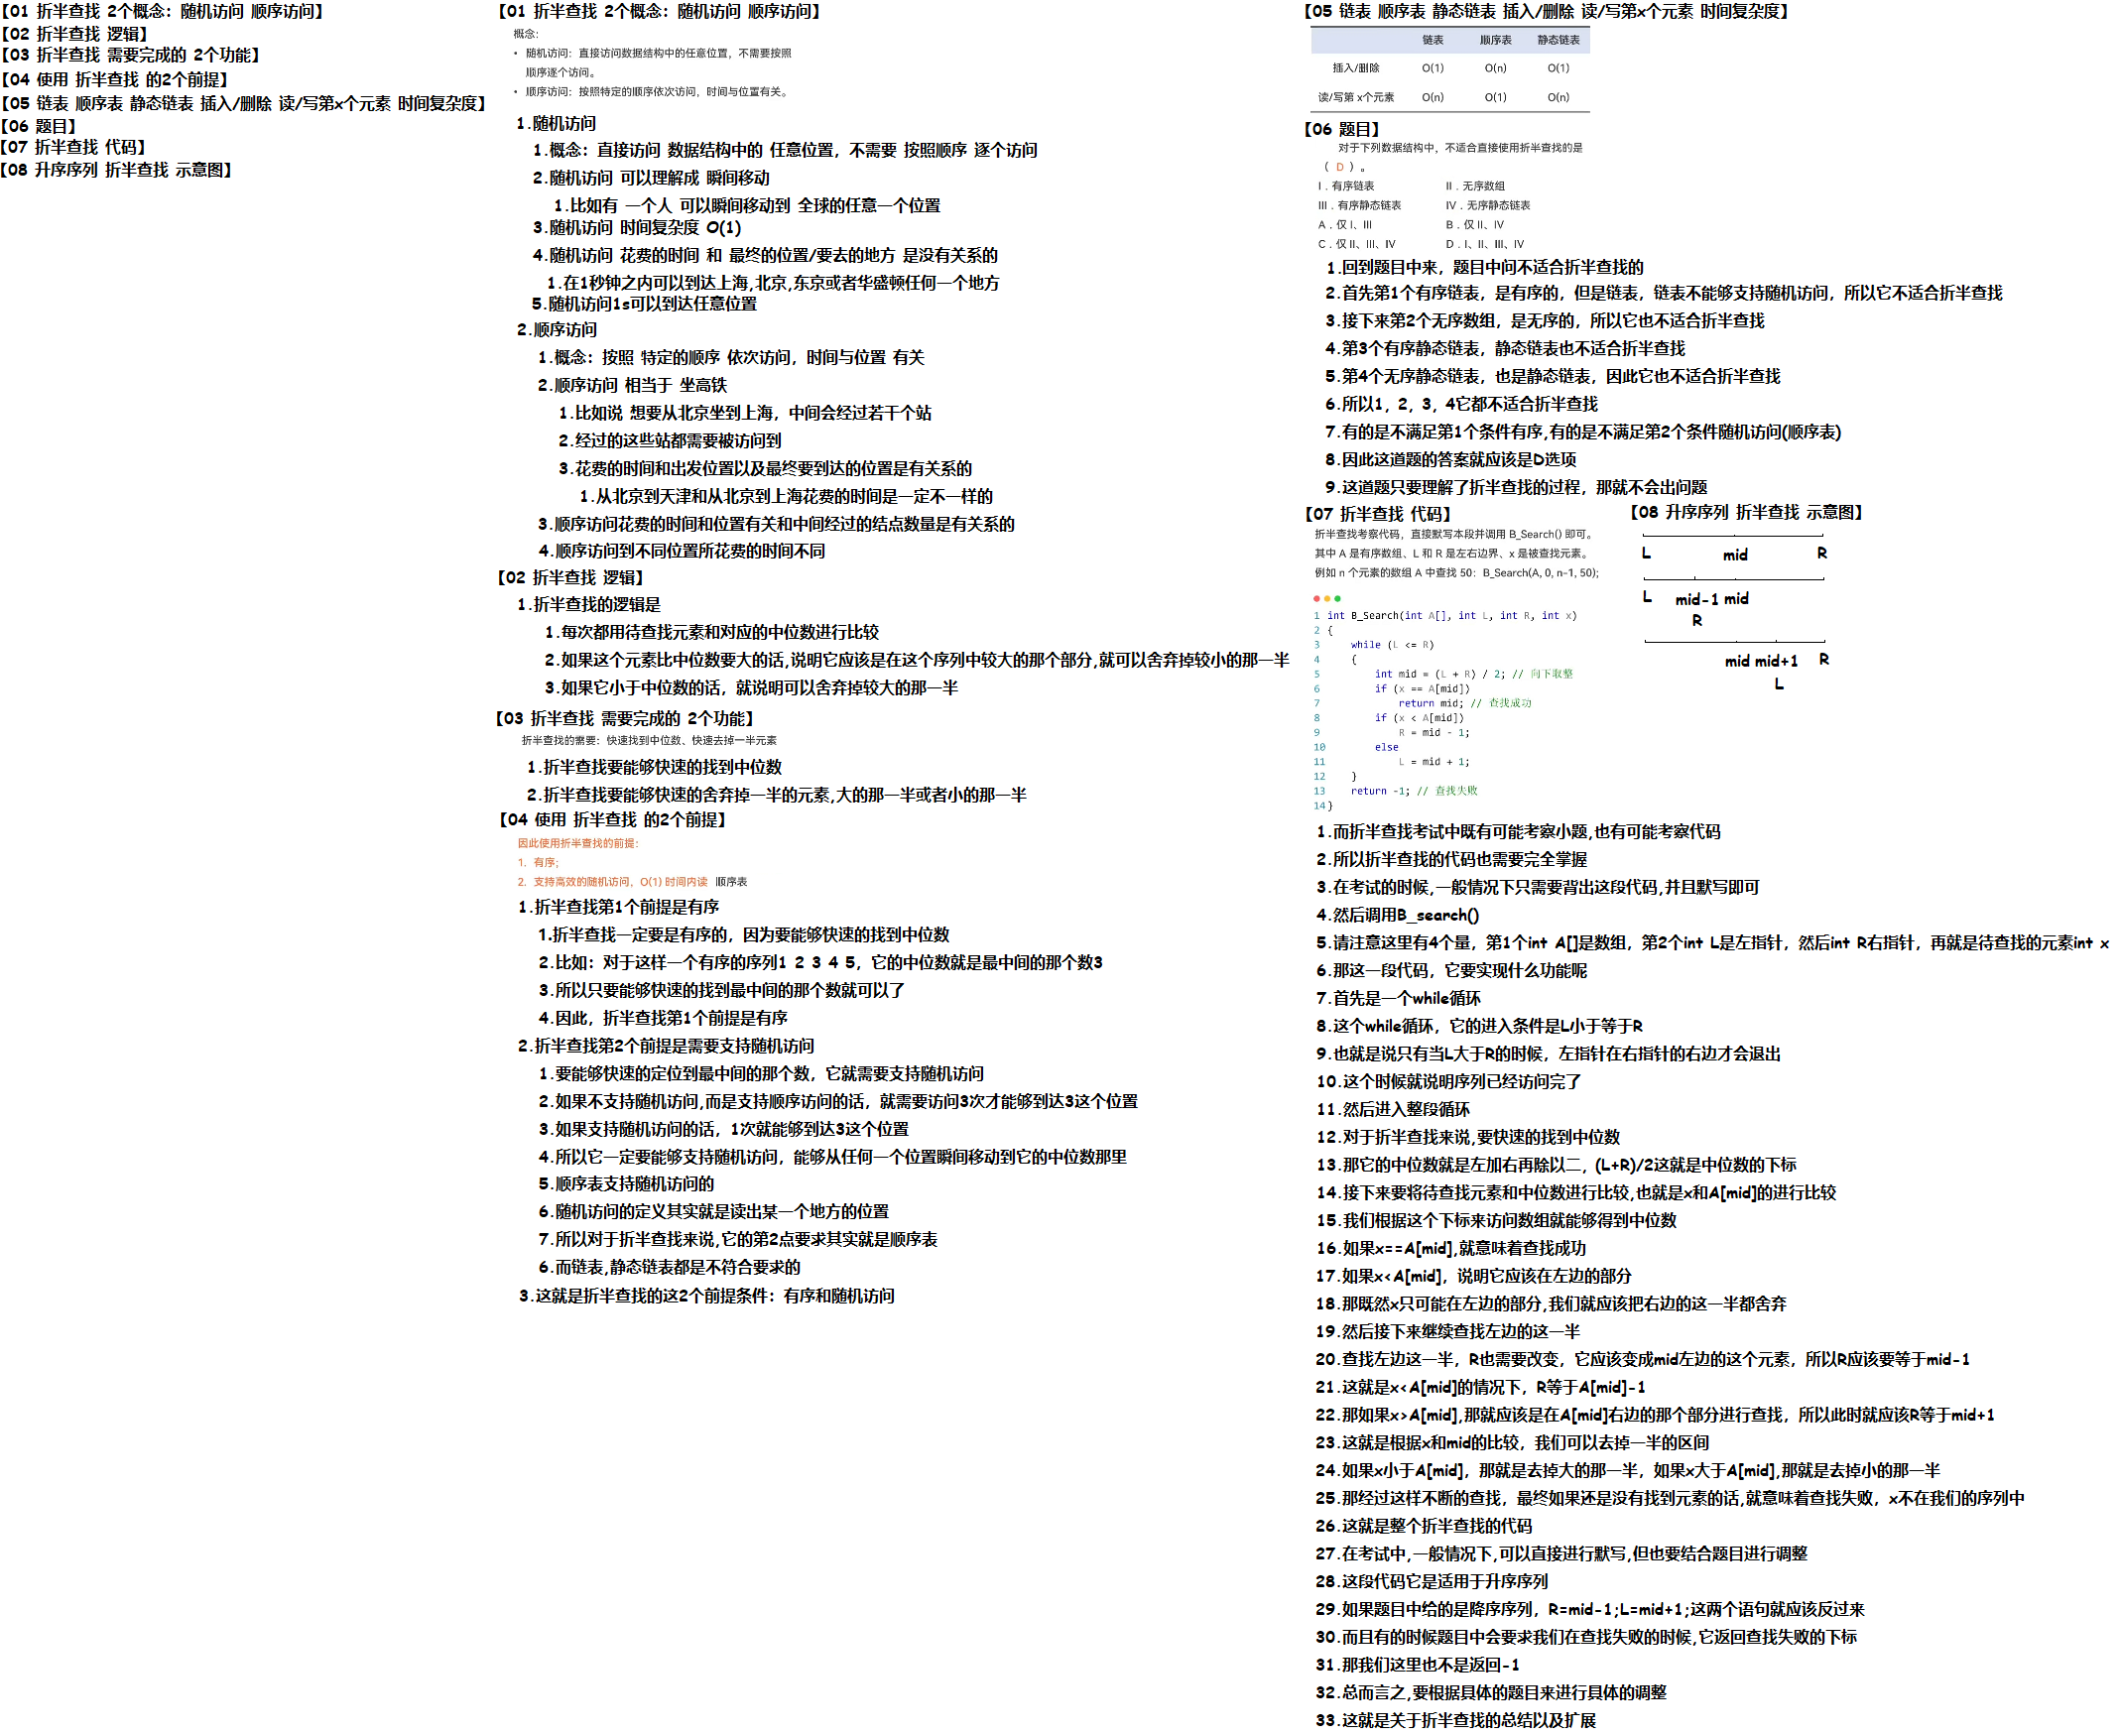 【01 折半查找 2个概念：随机访问 顺序访问】
【02 折半查找 逻辑】
【03 折半查找 需要完成的 2个功能】
【04 使用 折半查找 的2个前提】
【05 链表 顺序表 静态链表 插入/删除 读/写第x个元素 时间复杂度】
【06 题目】
【07 折半查找 代码】
【08 升序序列 折半查找 示意图】
【01 折半查找 2个概念：随机访问 顺序访问】
概念：
• 随机访问：直接访问数据结构中的任意位置，不需要按照
顺序逐个访问。
• 顺序访问：按照特定的顺序依次访问，时间与位置有关。
1.随机访问
1.概念：直接访问 数据结构中的 任意位置，不需要 按照顺序 逐个访问
2.随机访问 可以理解成 瞬间移动
1.比如有 一个人 可以瞬间移动到 全球的任意一个位置
3.随机访问 时间复杂度 O(1)
4.随机访问 花费的时间 和 最终的位置/要去的地方 是没有关系的
1.在1秒钟之内可以到达上海,北京,东京或者华盛顿任何一个地方
5.随机访问1s可以到达任意位置
2.顺序访问
1.概念：按照 特定的顺序 依次访问，时间与位置 有关
2.顺序访问 相当于 坐高铁
1.比如说 想要从北京坐到上海，中间会经过若干个站
2.经过的这些站都需要被访问到
3.花费的时间和出发位置以及最终要到达的位置是有关系的
1.从北京到天津和从北京到上海花费的时间是一定不一样的
3.顺序访问花费的时间和位置有关和中间经过的结点数量是有关系的
4.顺序访问到不同位置所花费的时间不同
【02 折半查找 逻辑】
1.折半查找的逻辑是
1.每次都用待查找元素和对应的中位数进行比较
2.如果这个元素比中位数要大的话,说明它应该是在这个序列中较大的那个部分,就可以舍弃掉较小的那一半
3.如果它小于中位数的话，就说明可以舍弃掉较大的那一半
【03 折半查找 需要完成的 2个功能】
折半查找的需要：快速找到中位数、快速去掉一半元素
1.折半查找要能够快速的找到中位数
2.折半查找要能够快速的舍弃掉一半的元素,大的那一半或者小的那一半
【04 使用 折半查找 的2个前提】
因此使用折半查找的前提：
1. 有序；
2. 支持高效的随机访问，O(1) 时间内读 顺序表
1.折半查找第1个前提是有序
1.折半查找一定要是有序的，因为要能够快速的找到中位数
2.比如：对于这样一个有序的序列1 2 3 4 5，它的中位数就是最中间的那个数3
3.所以只要能够快速的找到最中间的那个数就可以了
4.因此，折半查找第1个前提是有序
2.折半查找第2个前提是需要支持随机访问
1.要能够快速的定位到最中间的那个数，它就需要支持随机访问
2.如果不支持随机访问,而是支持顺序访问的话，就需要访问3次才能够到达3这个位置
3.如果支持随机访问的话，1次就能够到达3这个位置
4.所以它一定要能够支持随机访问，能够从任何一个位置瞬间移动到它的中位数那里
5.顺序表支持随机访问的
6.随机访问的定义其实就是读出某一个地方的位置
7.所以对于折半查找来说,它的第2点要求其实就是顺序表
6.而链表,静态链表都是不符合要求的
3.这就是折半查找的这2个前提条件：有序和随机访问
【05 链表 顺序表 静态链表 插入/删除 读/写第x个元素 时间复杂度】
链表 顺序表 静态链表
插入/删除 O(1) O(n) O(1)
读/写第 x个元素 O(n) O(1) O(n)
【06 题目】
对于下列数据结构中，不适合直接使用折半查找的是
（ D ）。
I．有序链表 II．无序数组
III．有序静态链表 IV．无序静态链表
A．仅 I、III B．仅 II、IV
C．仅 II、III、IV D．I、II、III、IV
1.回到题目中来，题目中问不适合折半查找的
2.首先第1个有序链表，是有序的，但是链表，链表不能够支持随机访问，所以它不适合折半查找
3.接下来第2个无序数组，是无序的，所以它也不适合折半查找
4.第3个有序静态链表，静态链表也不适合折半查找
5.第4个无序静态链表，也是静态链表，因此它也不适合折半查找
6.所以1，2，3，4它都不适合折半查找
7.有的是不满足第1个条件有序,有的是不满足第2个条件随机访问(顺序表)
8.因此这道题的答案就应该是D选项
9.这道题只要理解了折半查找的过程，那就不会出问题
【07 折半查找 代码】
折半查找考察代码，直接默写本段并调用 B_Search() 即可。
其中 A 是有序数组、L 和 R 是左右边界、x 是被查找元素。
例如 n 个元素的数组 A 中查找 50：B_Search(A, 0, n-1, 50);
1 int B_Search(int A[], int L, int R, int x)
2 {
3 while (L <= R)
4 {
5 int mid = (L + R) / 2; // 向下取整
6 if (x == A[mid])
7 return mid; // 查找成功
8 if (x < A[mid])
9 R = mid - 1;
10 else
11 L = mid + 1;
12 }
13 return -1; // 查找失败
14 }
【08 升序序列 折半查找 示意图】
L mid R
L mid-1 mid
R
mid mid+1 R
L
1.而折半查找考试中既有可能考察小题,也有可能考察代码
2.所以折半查找的代码也需要完全掌握
3.在考试的时候,一般情况下只需要背出这段代码,并且默写即可
4.然后调用B_search()
5.请注意这里有4个量，第1个int A[]是数组，第2个int L是左指针，然后int R右指针，再就是待查找的元素int x
6.那这一段代码，它要实现什么功能呢
7.首先是一个while循环
8.这个while循环，它的进入条件是L小于等于R
9.也就是说只有当L大于R的时候，左指针在右指针的右边才会退出
10.这个时候就说明序列已经访问完了
11.然后进入整段循环
12.对于折半查找来说,要快速的找到中位数
13.那它的中位数就是左加右再除以二，(L+R)/2这就是中位数的下标
14.接下来要将待查找元素和中位数进行比较,也就是x和A[mid]的进行比较
15.我们根据这个下标来访问数组就能够得到中位数
16.如果x==A[mid],就意味着查找成功
17.如果x<A[mid]，说明它应该在左边的部分
18.那既然x只可能在左边的部分,我们就应该把右边的这一半都舍弃
19.然后接下来继续查找左边的这一半
20.查找左边这一半，R也需要改变，它应该变成mid左边的这个元素，所以R应该要等于mid-1
21.这就是x<A[mid]的情况下，R等于A[mid]-1
22.那如果x>A[mid],那就应该是在A[mid]右边的那个部分进行查找，所以此时就应该R等于mid+1
23.这就是根据x和mid的比较，我们可以去掉一半的区间
24.如果x小于A[mid]，那就是去掉大的那一半，如果x大于A[mid],那就是去掉小的那一半
25.那经过这样不断的查找，最终如果还是没有找到元素的话,就意味着查找失败，x不在我们的序列中
26.这就是整个折半查找的代码
27.在考试中,一般情况下,可以直接进行默写,但也要结合题目进行调整
28.这段代码它是适用于升序序列
29.如果题目中给的是降序序列，R=mid-1;L=mid+1;这两个语句就应该反过来
30.而且有的时候题目中会要求我们在查找失败的时候,它返回查找失败的下标
31.那我们这里也不是返回-1
32.总而言之,要根据具体的题目来进行具体的调整
33.这就是关于折半查找的总结以及扩展